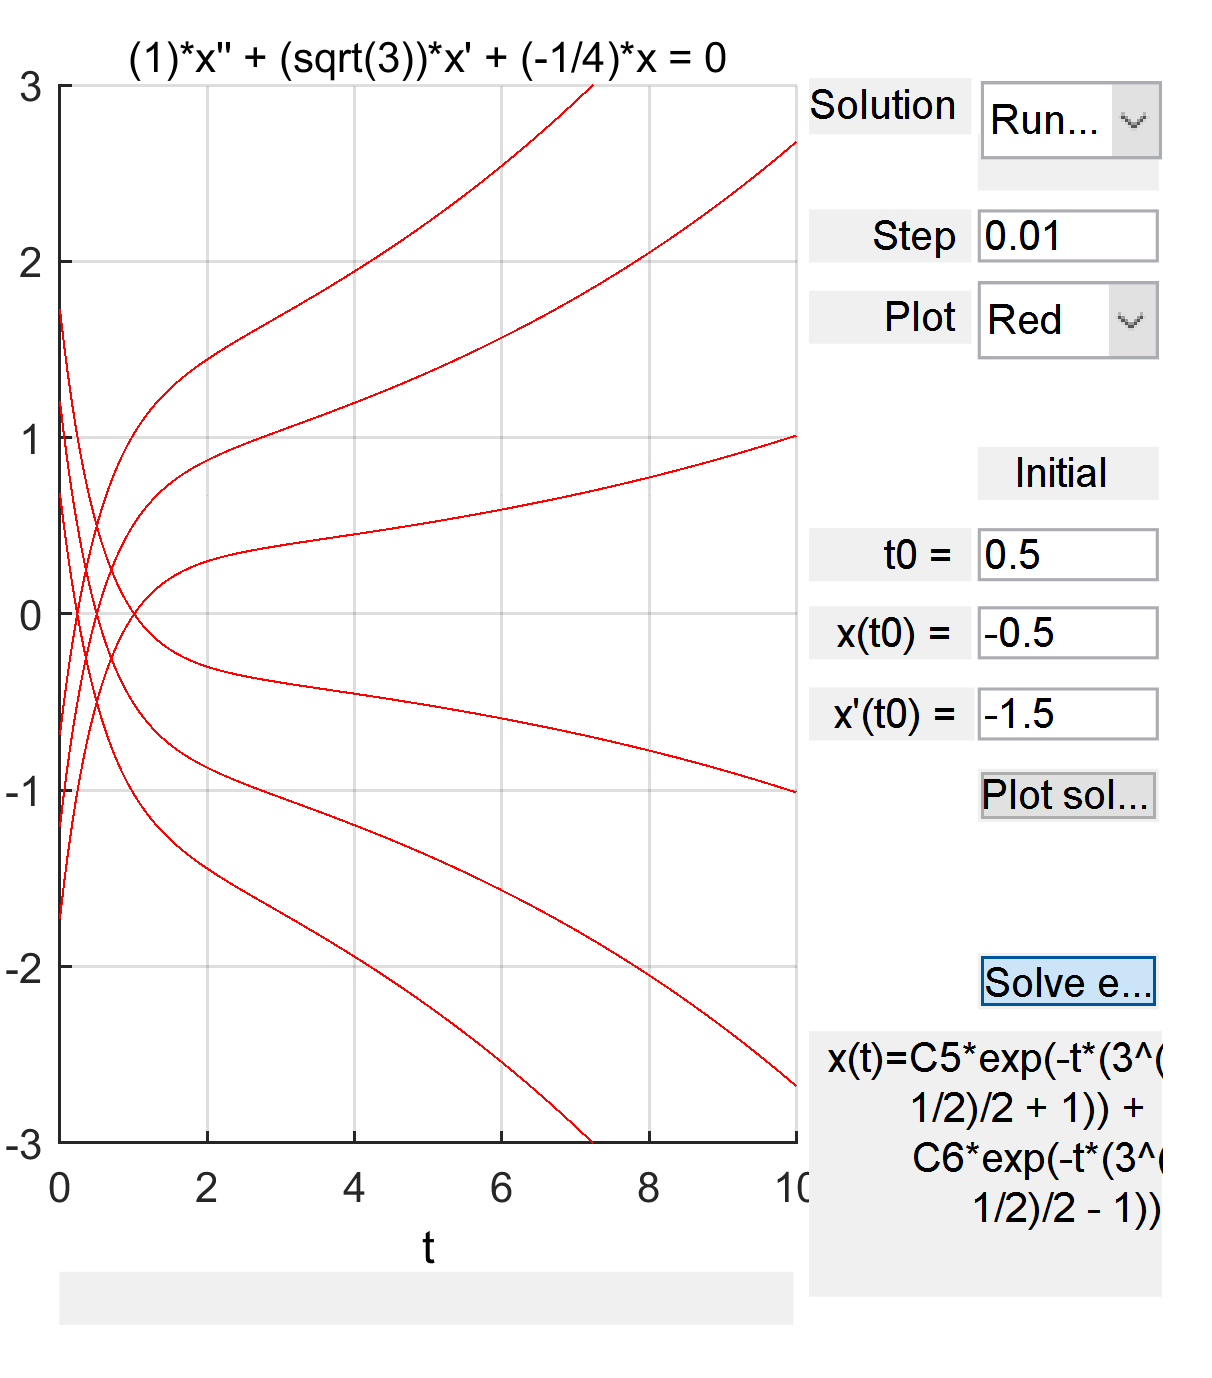 (1)*x'' + (sqrt(3))*x' + (-1/4)*x = 0
3
2
1
0
-1
-2
-3
0 2 4 6 8 10
t
Solution Run...
Step 0.01
Plot Red
Initial
t0 = 0.5
x(t0) = -0.5
x'(t0) = -1.5
Plot sol...
Solve e...
x(t)=C5*exp(-t*(3^(
1/2)/2 + 1)) +
C6*exp(-t*(3^(
1/2)/2 - 1))